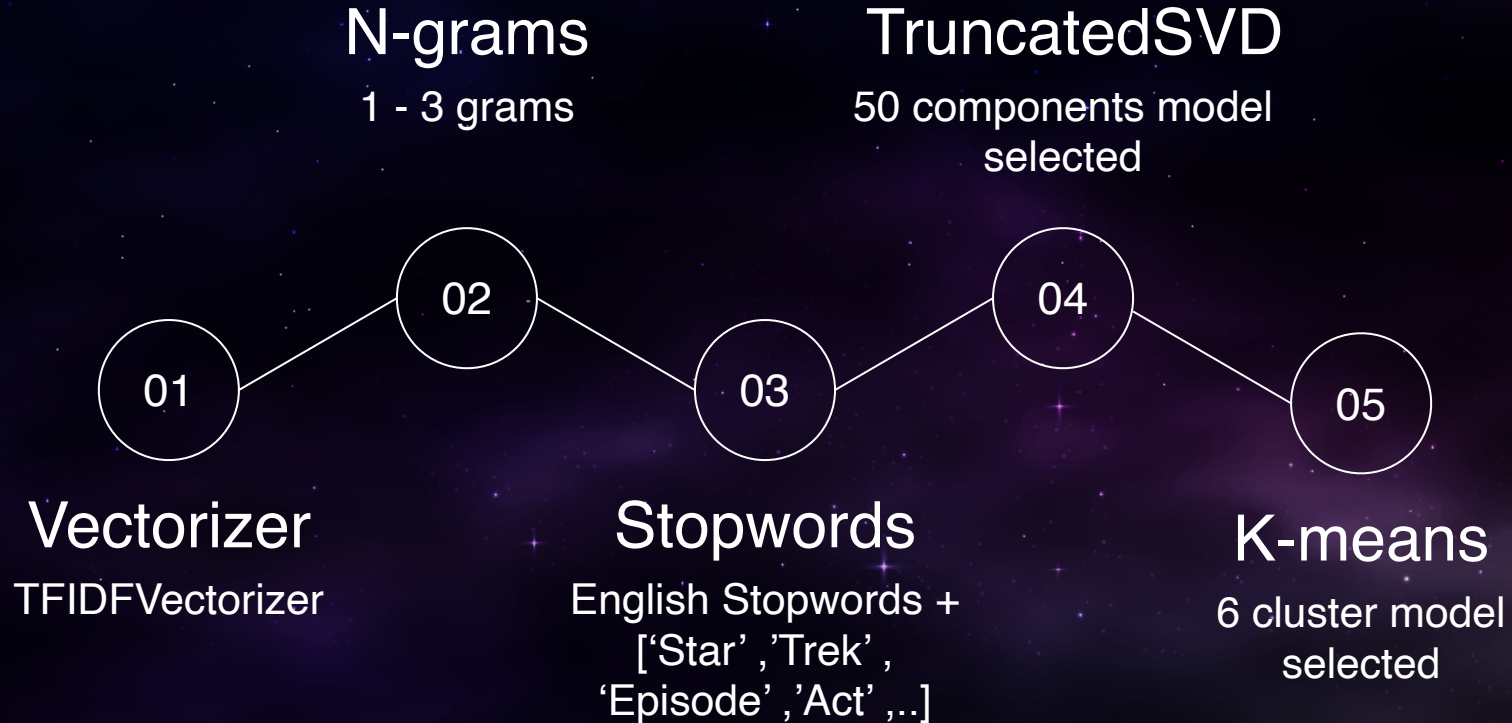 N-grams
1 - 3 grams
TruncatedSVD
50 components model
selected
01
02
03
04
05
Vectorizer
TFIDFVectorizer
Stopwords
English Stopwords +
[‘Star’ ,’Trek’ ,
‘Episode’ ,’Act’ ,..]
K-means
6 cluster model
selected